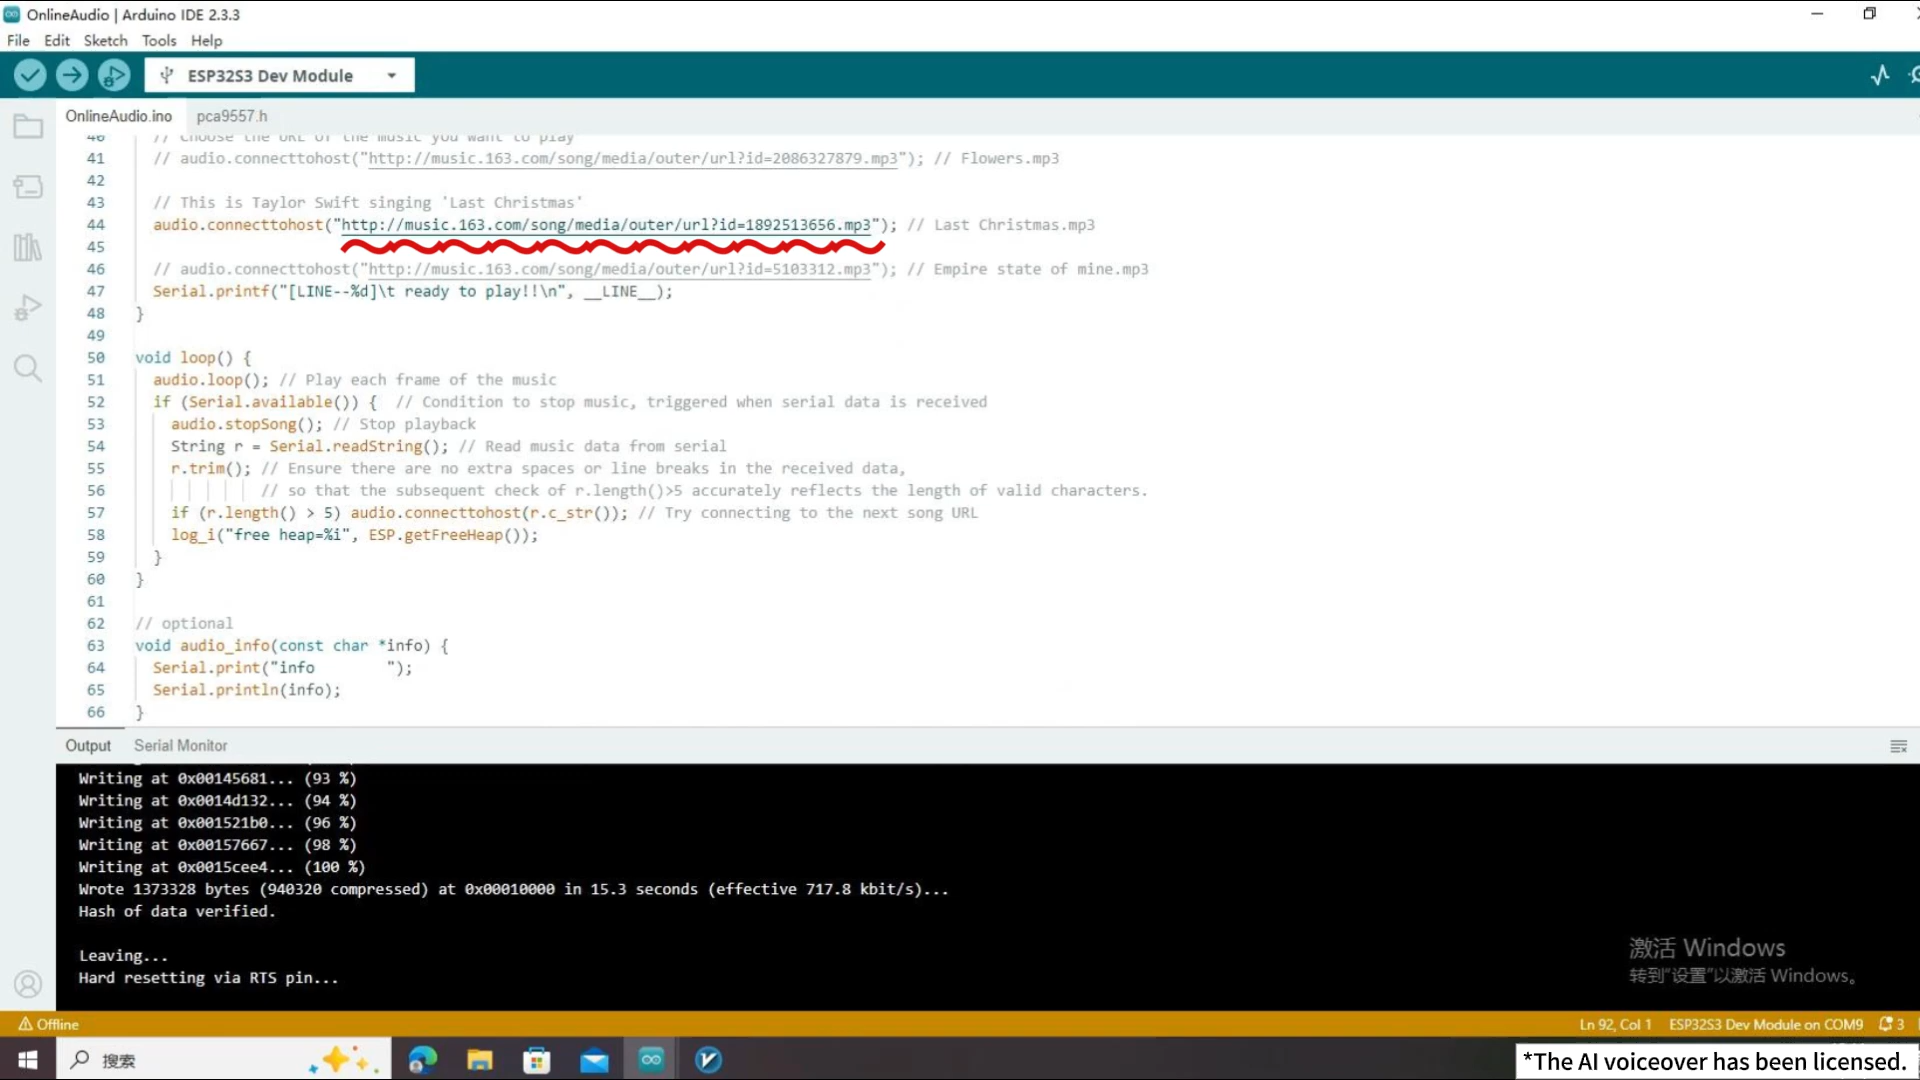 OnlineAudio | Arduino IDE 2.3.3
File Edit Sketch Tools Help
ESP32S3 Dev Module
OnlineAudio.ino pca9557.h
40 // Choose the URL of the music you want to play
41 // audio.connecttohost("http://music.163.com/song/media/outer/url?id=2086327879.mp3"); // Flowers.mp3
42
43 // This is Taylor Swift singing 'Last Christmas'
44 audio.connecttohost("http://music.163.com/song/media/outer/url?id=1892513656.mp3"); // Last Christmas.mp3
45
46 // audio.connecttohost("http://music.163.com/song/media/outer/url?id=5103312.mp3"); // Empire state of mine.mp3
47 Serial.printf("[LINE--%d]\t ready to play!!\n", __LINE__);
48 }
49
50 void loop() {
51 audio.loop(); // Play each frame of the music
52 if (Serial.available()) { // Condition to stop music, triggered when serial data is received
53 audio.stopSong(); // Stop playback
54 String r = Serial.readString(); // Read music data from serial
55 r.trim(); // Ensure there are no extra spaces or line breaks in the received data,
56 // so that the subsequent check of r.length()>5 accurately reflects the length of valid characters.
57 if (r.length() > 5) audio.connecttohost(r.c_str()); // Try connecting to the next song URL
58 log_i("free heap=%i", ESP.getFreeHeap());
59 }
60 }
61
62 // optional
63 void audio_info(const char *info) {
64 Serial.print("info        ");
65 Serial.println(info);
66 }
Output Serial Monitor
Writing at 0x00145681... (93 %)
Writing at 0x0014d132... (94 %)
Writing at 0x001521b0... (96 %)
Writing at 0x00157667... (98 %)
Writing at 0x0015cee4... (100 %)
Wrote 1373328 bytes (940320 compressed) at 0x00010000 in 15.3 seconds (effective 717.8 kbit/s)...
Hash of data verified.
Leaving...
Hard resetting via RTS pin...
激活 Windows
转到"设置"以激活 Windows。
Offline
Ln 92, Col 1 ESP32S3 Dev Module on COM9 3
搜索
*The AI voiceover has been licensed.